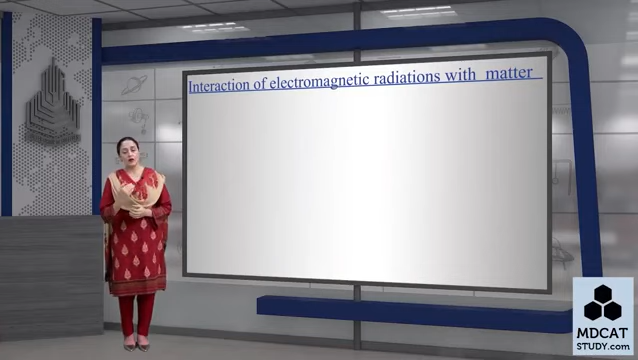 Interaction of electromagnetic radiations with matter
MDCAT
STUDY.com